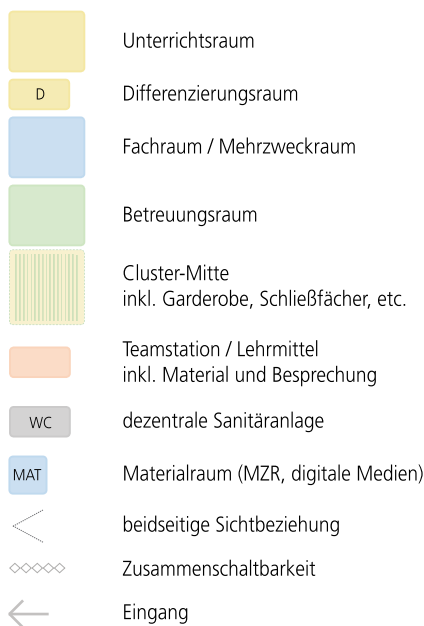 Unterrichtsraum
D Differenzierungsraum
Fachraum / Mehrzweckraum
Betreuungsraum
Cluster-Mitte
inkl. Garderobe, Schließfächer, etc.
Teamstation / Lehrmittel
inkl. Material und Besprechung
WC dezentrale Sanitäranlage
MAT Materialraum (MZR, digitale Medien)
beidseitige Sichtbeziehung
Zusammenschaltbarkeit
Eingang